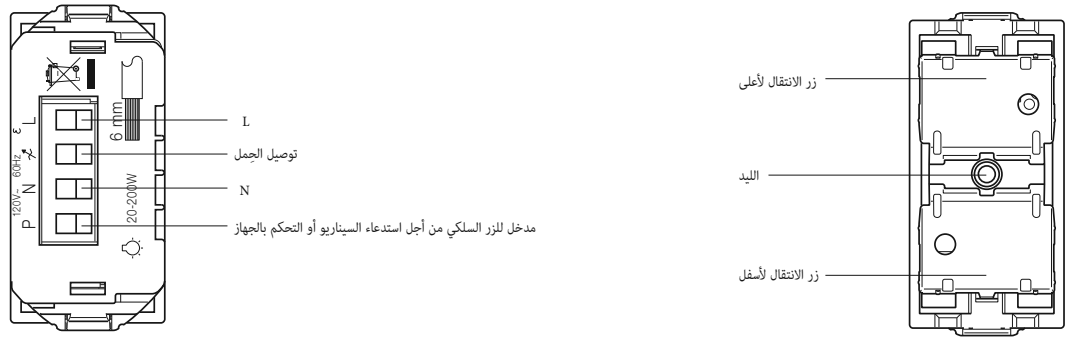 L
توصيل الحِمل
N
مدخل للزر السلكي من أجل استدعاء السيناريو أو التحكم بالجهاز
6 mm
20-200W
120V~ 60Hz
L
N
P
زر الانتقال لأعلى
الليد
زر الانتقال لأسفل